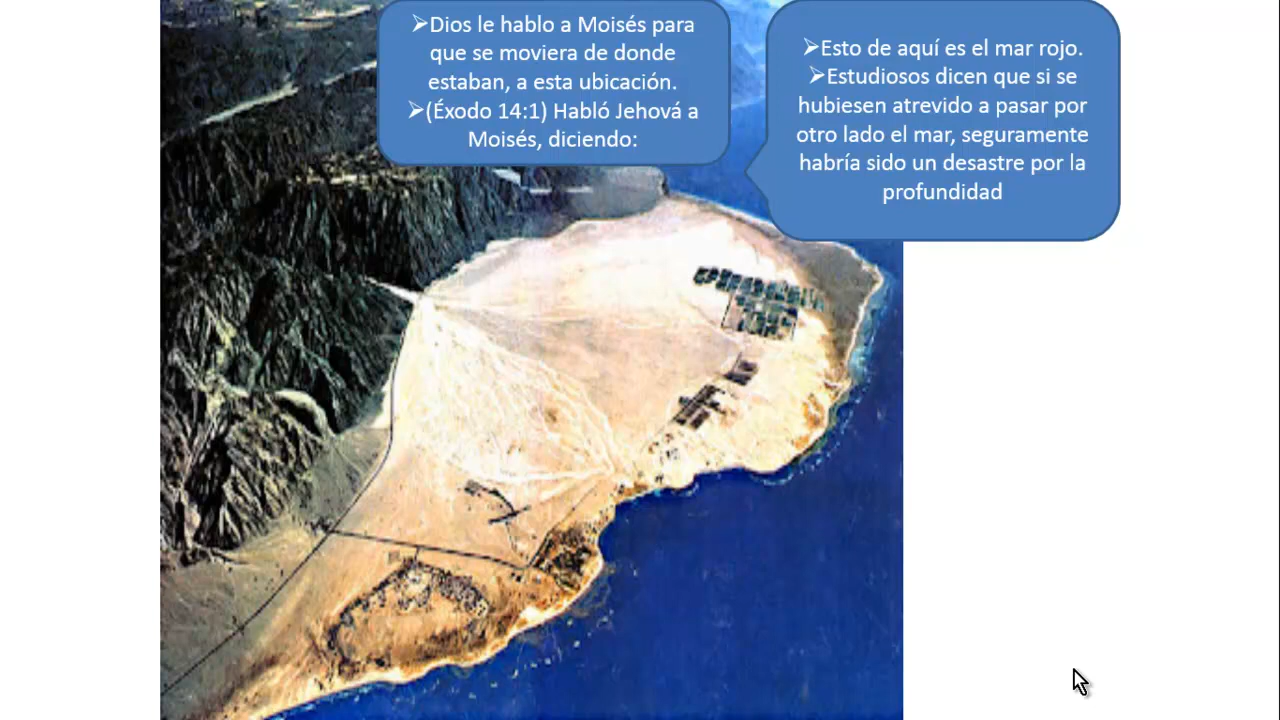 ➢Dios le hablo a Moisés para
que se moviera de donde
estaban, a esta ubicación.
➢(Éxodo 14:1) Habló Jehová a
Moisés, diciendo:
➢Esto de aquí es el mar rojo.
➢Estudiosos dicen que si se
hubiesen atrevido a pasar por
otro lado el mar, seguramente
habría sido un desastre por la
profundidad